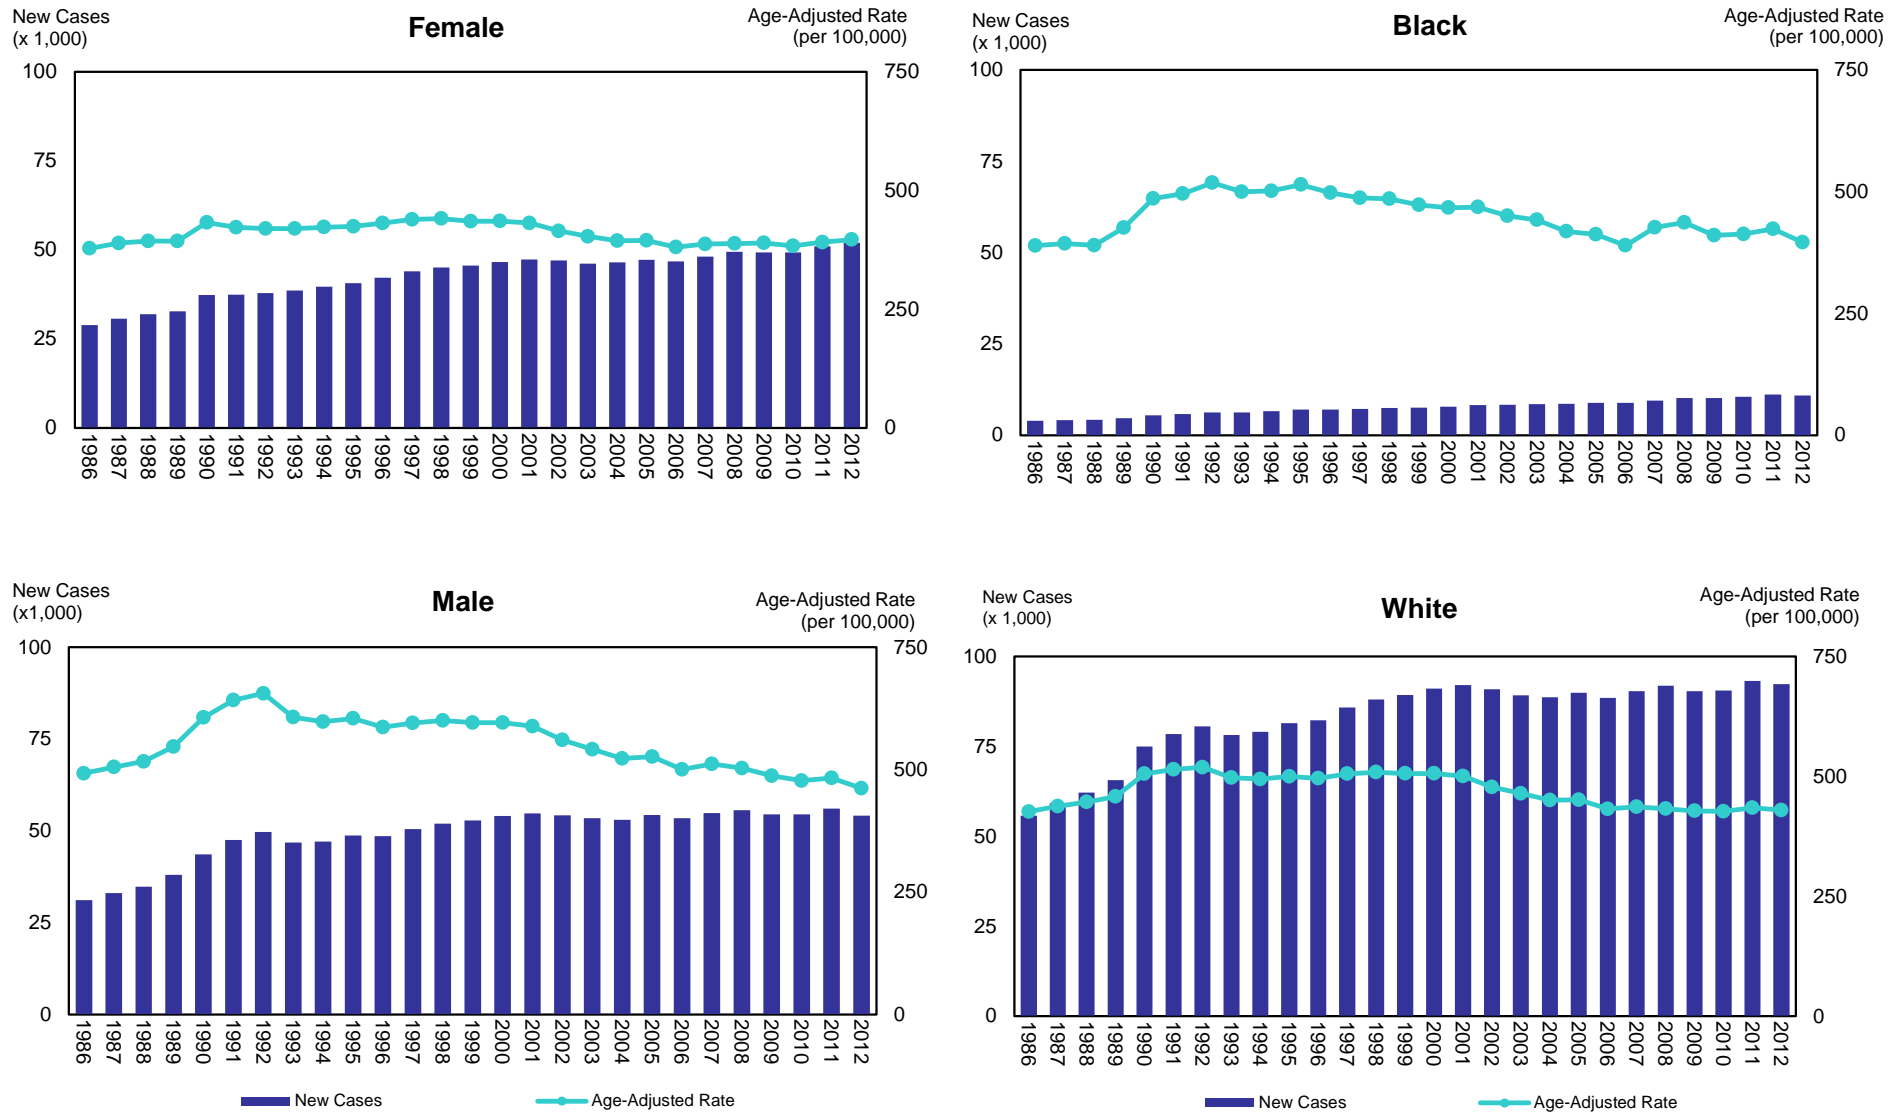 New Cases
(x 1,000)
Female
Age-Adjusted Rate
(per 100,000)
100
75
50
25
0
750
500
250
0
1986 1987 1988 1989 1990 1991 1992 1993 1994 1995 1996 1997 1998 1999 2000 2001 2002 2003 2004 2005 2006 2007 2008 2009 2010 2011 2012
New Cases
(x 1,000)
Black
Age-Adjusted Rate
(per 100,000)
100
75
50
25
0
750
500
250
0
1986 1987 1988 1989 1990 1991 1992 1993 1994 1995 1996 1997 1998 1999 2000 2001 2002 2003 2004 2005 2006 2007 2008 2009 2010 2011 2012
New Cases
(x1,000)
Male
Age-Adjusted Rate
(per 100,000)
100
75
50
25
0
750
500
250
0
1986 1987 1988 1989 1990 1991 1992 1993 1994 1995 1996 1997 1998 1999 2000 2001 2002 2003 2004 2005 2006 2007 2008 2009 2010 2011 2012
New Cases
Age-Adjusted Rate
New Cases
(x 1,000)
White
Age-Adjusted Rate
(per 100,000)
100
75
50
25
0
750
500
250
0
1986 1987 1988 1989 1990 1991 1992 1993 1994 1995 1996 1997 1998 1999 2000 2001 2002 2003 2004 2005 2006 2007 2008 2009 2010 2011 2012
New Cases
Age-Adjusted Rate